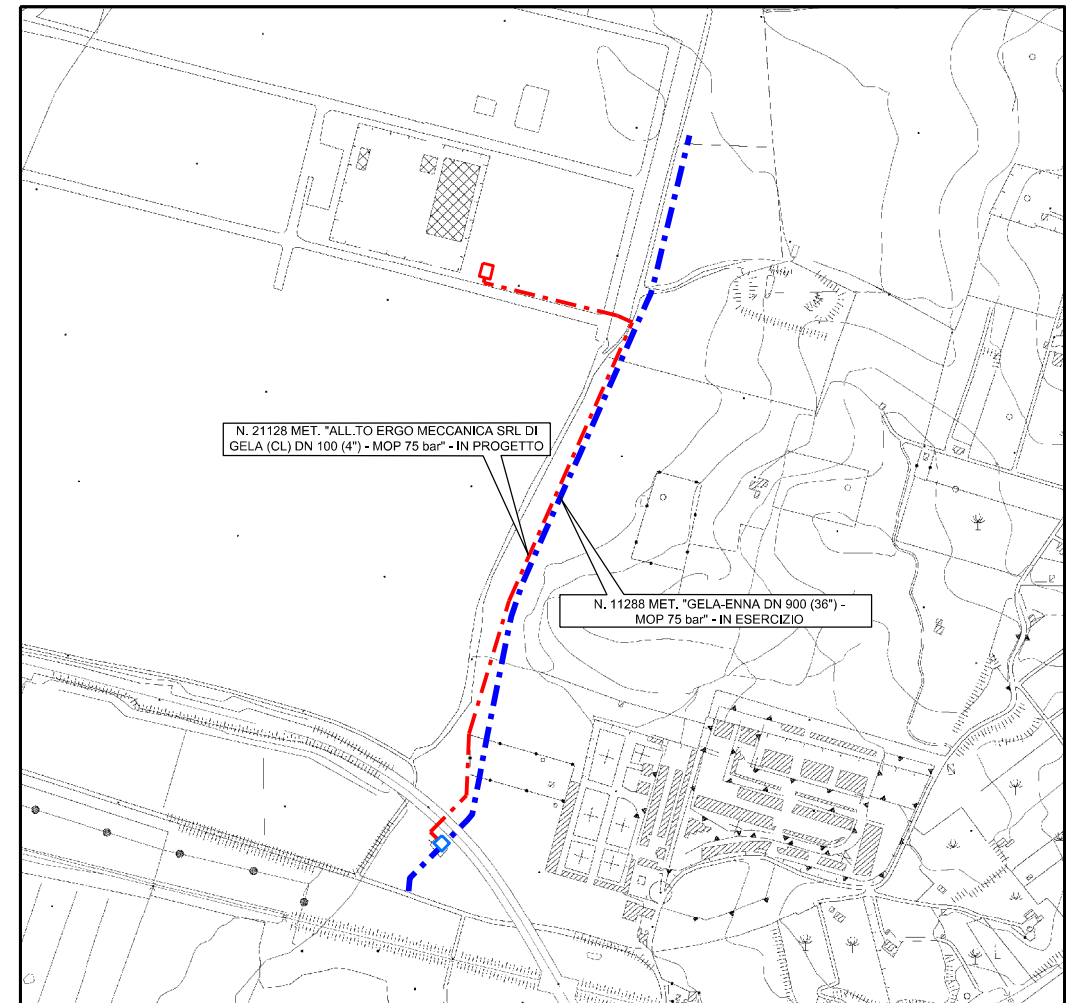 N. 21128 MET. "ALL.TO ERGO MECCANICA SRL DI
GELA (CL) DN 100 (4") - MOP 75 bar" - IN PROGETTO
N. 11288 MET. "GELA-ENNA DN 900 (36") -
MOP 75 bar" - IN ESERCIZIO